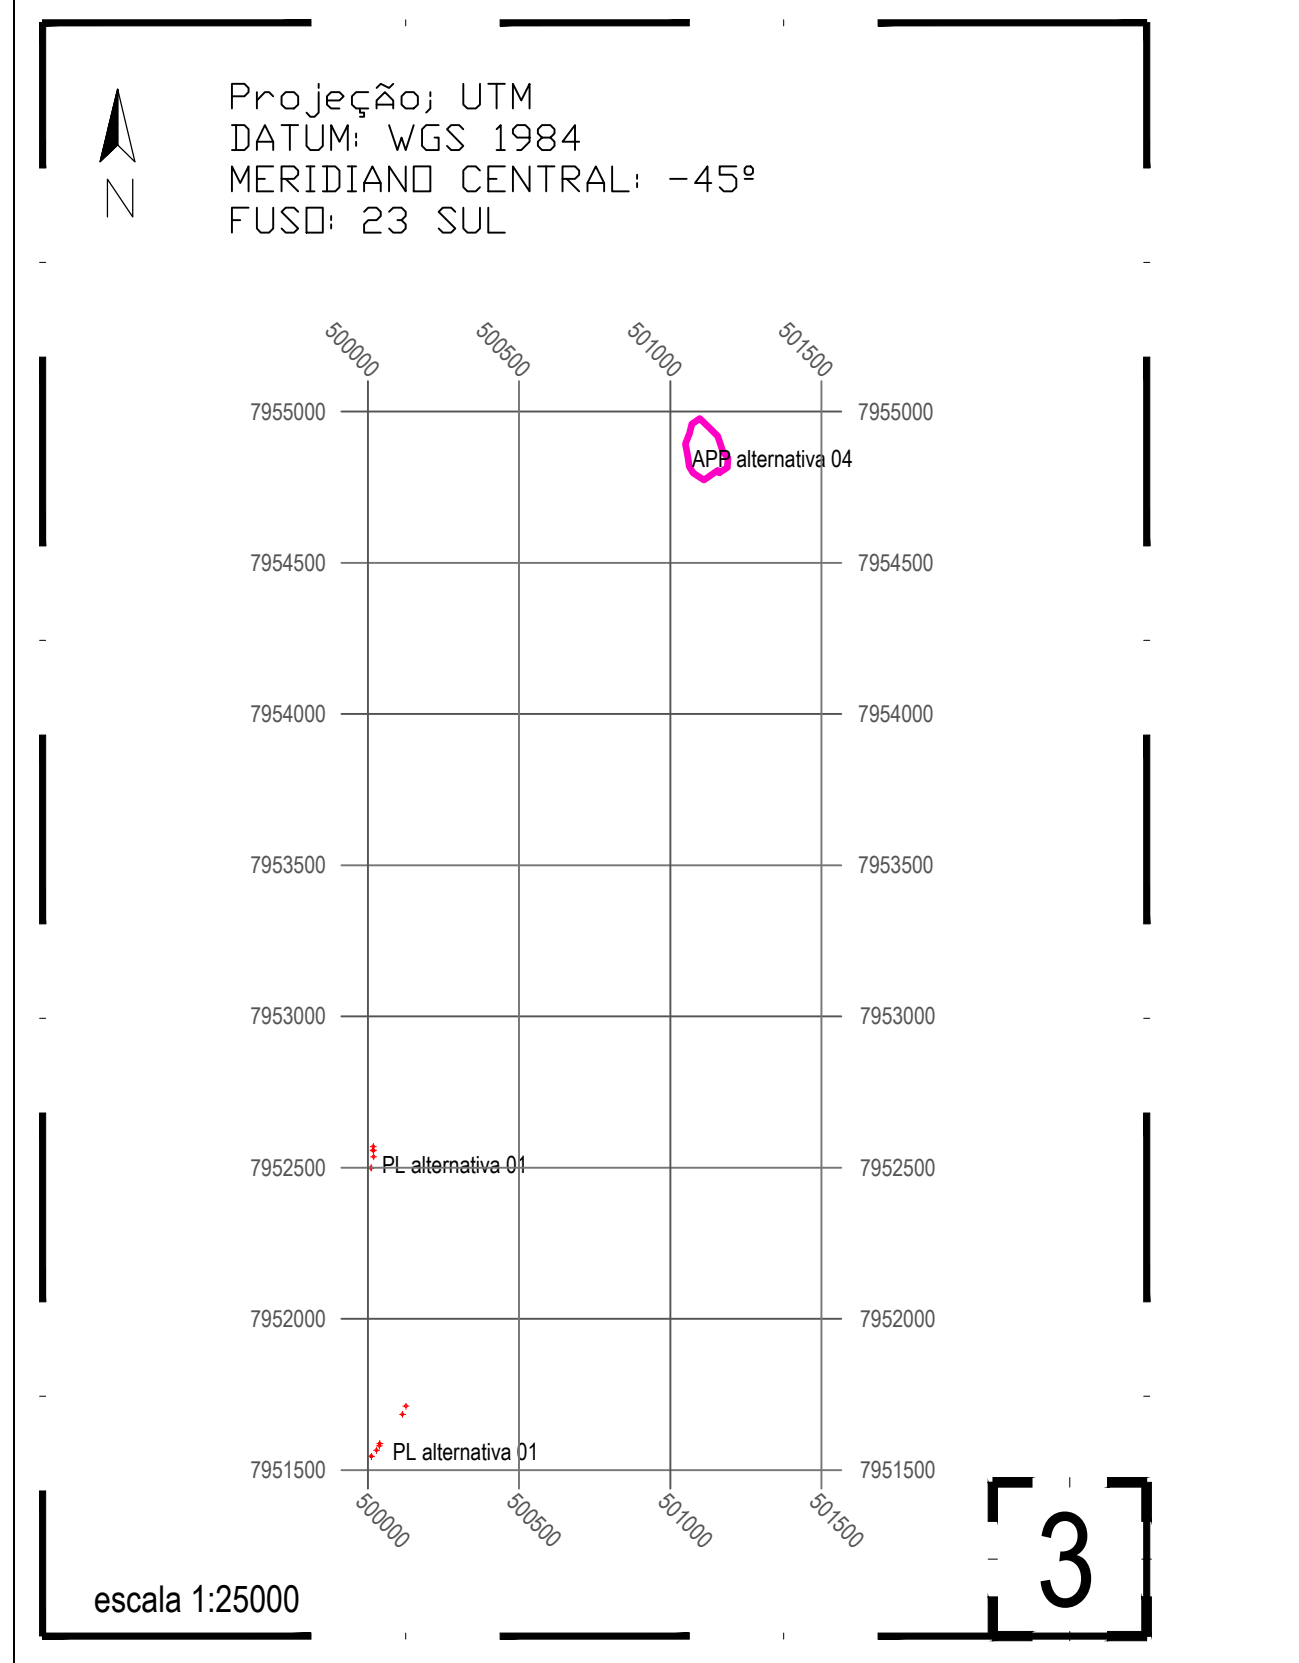 Projeção; UTM
DATUM: WGS 1984
MERIDIANO CENTRAL: -45º
FUSO: 23 SUL
N
500000 500500 501000 501500
7955000 7955000
APP alternativa 04
7954500 7954500
7954000 7954000
7953500 7953500
7953000 7953000
PL alternativa 01
7952500 7952500
7952000 7952000
PL alternativa 01
7951500 7951500
500000 500500 501000 501500
3
escala 1:25000